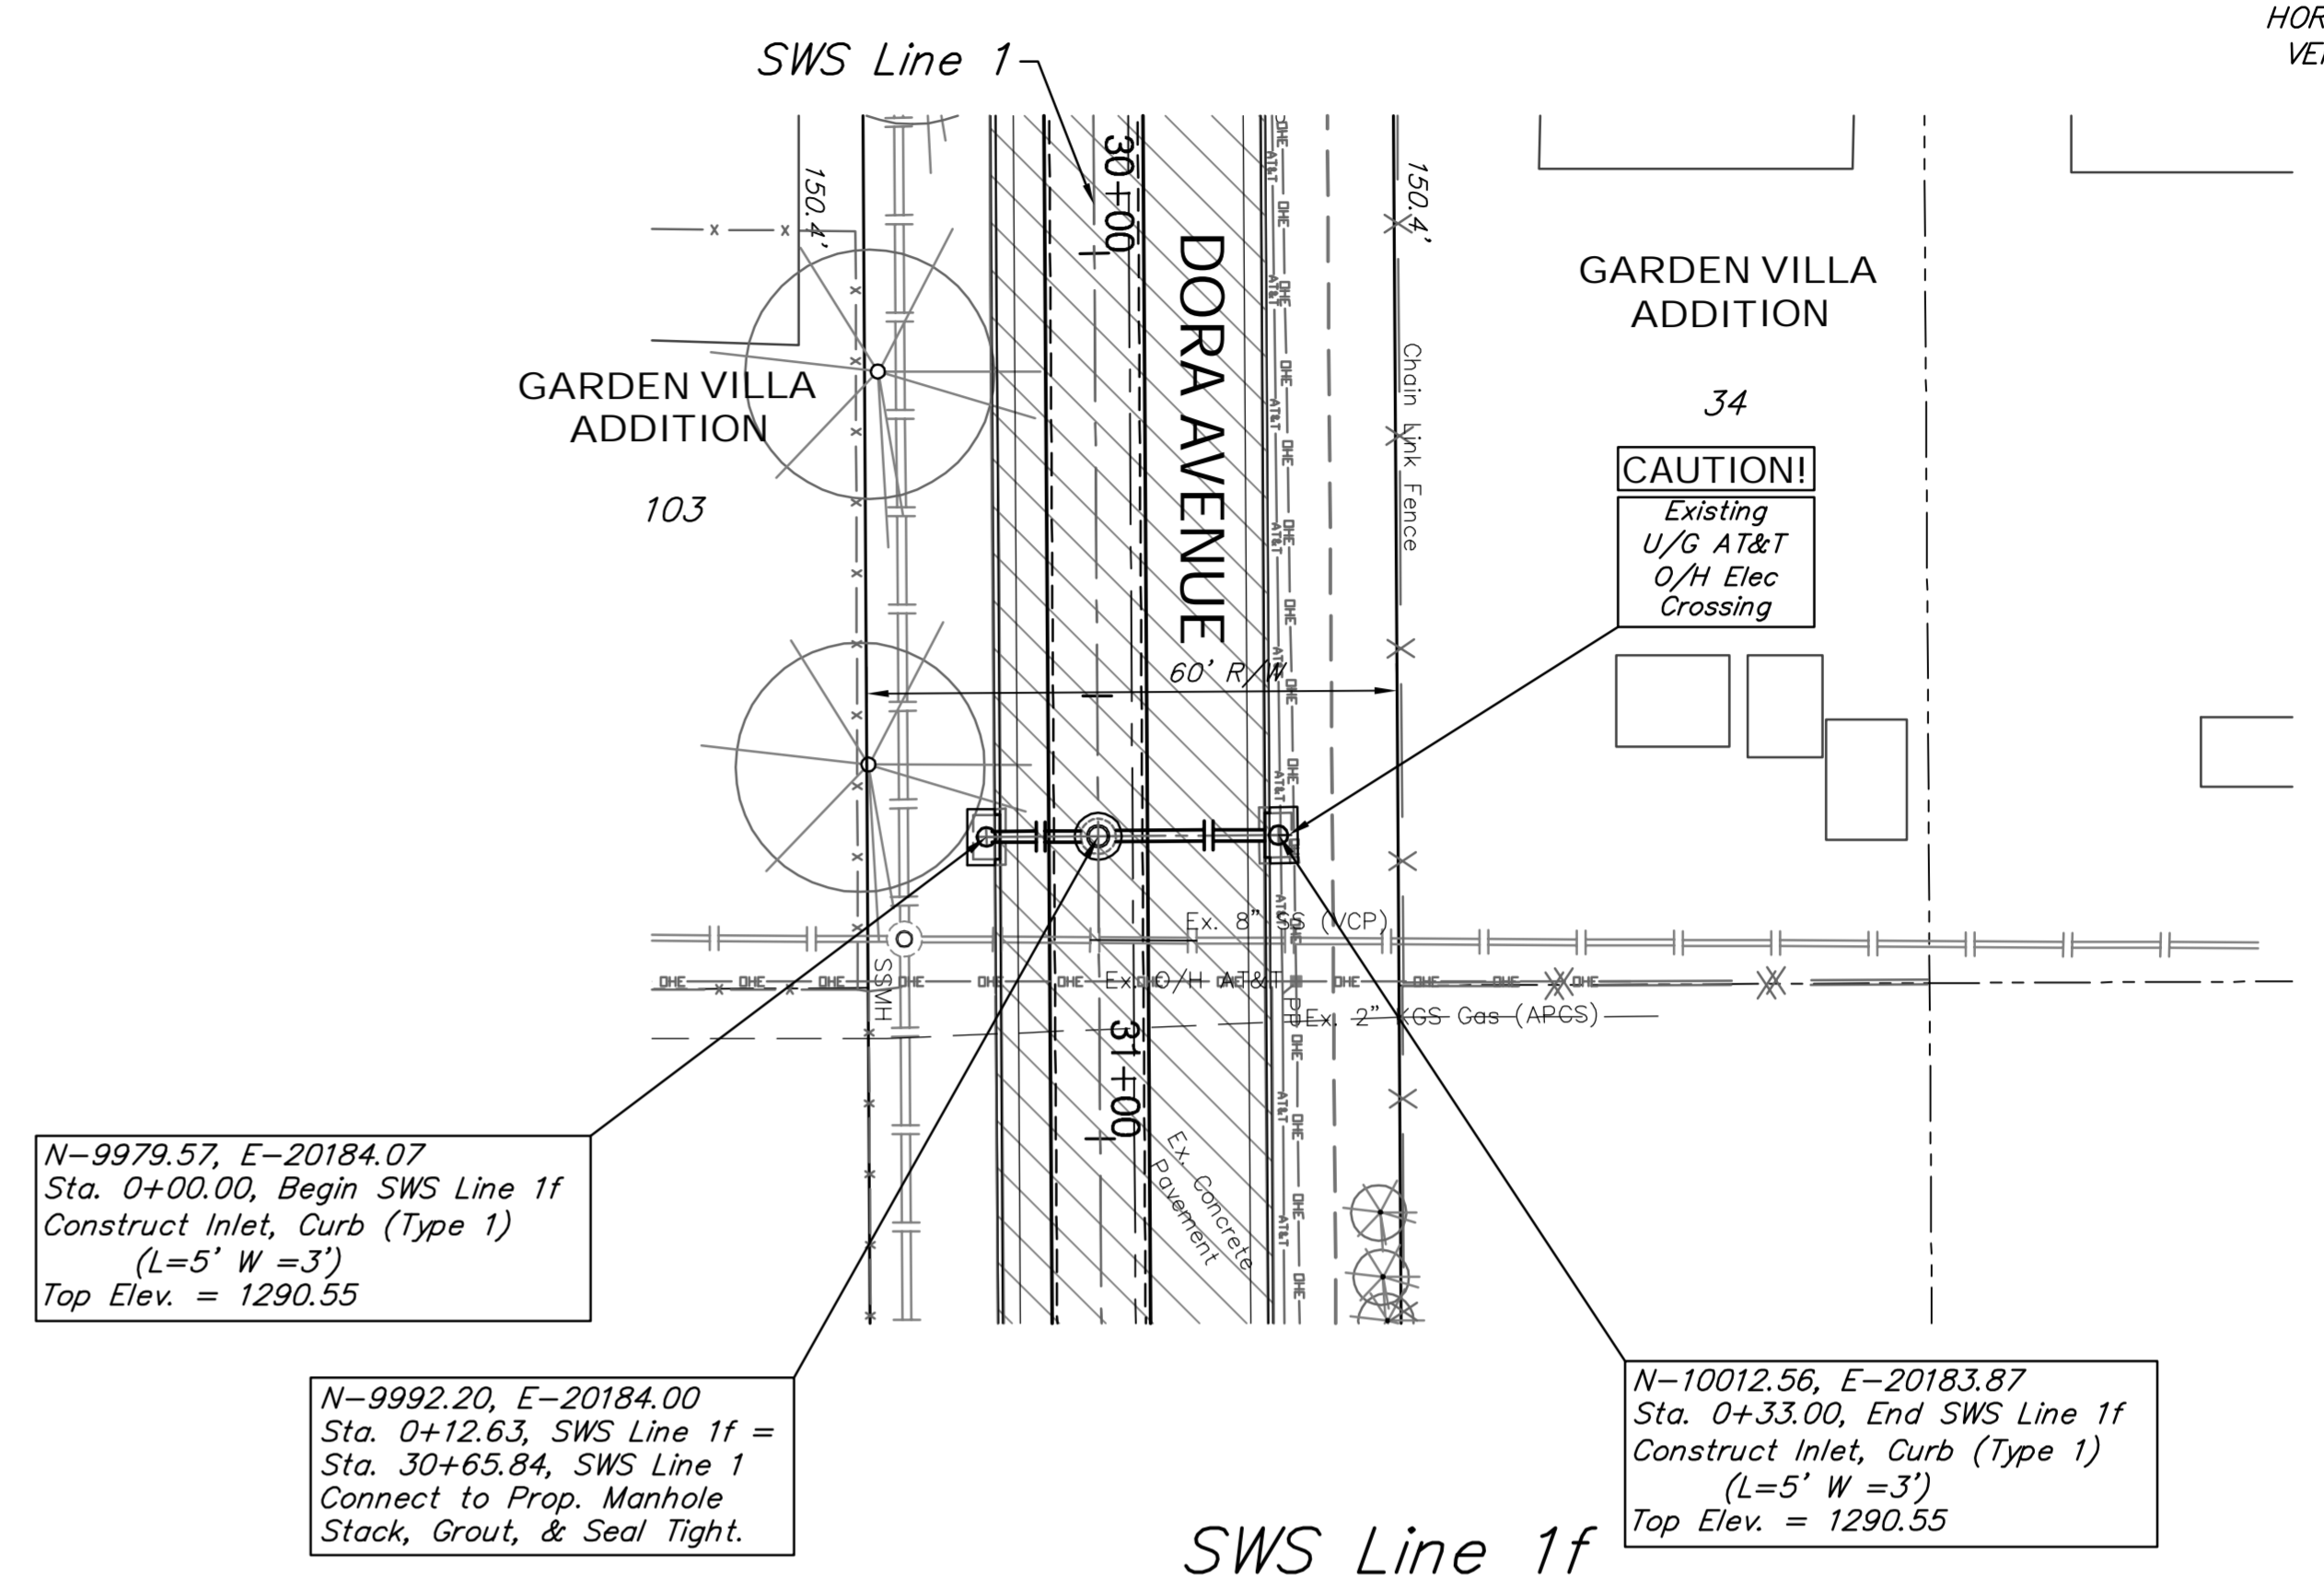 HOR
VER
SWS Line 1
30+00
150.4'
150.4'
DORA AVENUE
GARDEN VILLA
ADDITION
34
GARDEN VILLA
ADDITION
103
Chain Link Fence
CAUTION!
Existing
U/G AT&T
O/H Elec
Crossing
60' R/W
Ex. 8" SS (VCP)
SSMH
Ex. O/H AT&T
PP
Ex. 2" KGS Gas (APCS)
31+00
Ex. Concrete
Pavement
OHE
AT&T
N-9979.57, E-20184.07
Sta. 0+00.00, Begin SWS Line 1f
Construct Inlet, Curb (Type 1)
(L=5' W =3')
Top Elev. = 1290.55
N-9992.20, E-20184.00
Sta. 0+12.63, SWS Line 1f =
Sta. 30+65.84, SWS Line 1
Connect to Prop. Manhole
Stack, Grout, & Seal Tight.
N-10012.56, E-20183.87
Sta. 0+33.00, End SWS Line 1f
Construct Inlet, Curb (Type 1)
(L=5' W =3')
Top Elev. = 1290.55
SWS Line 1f